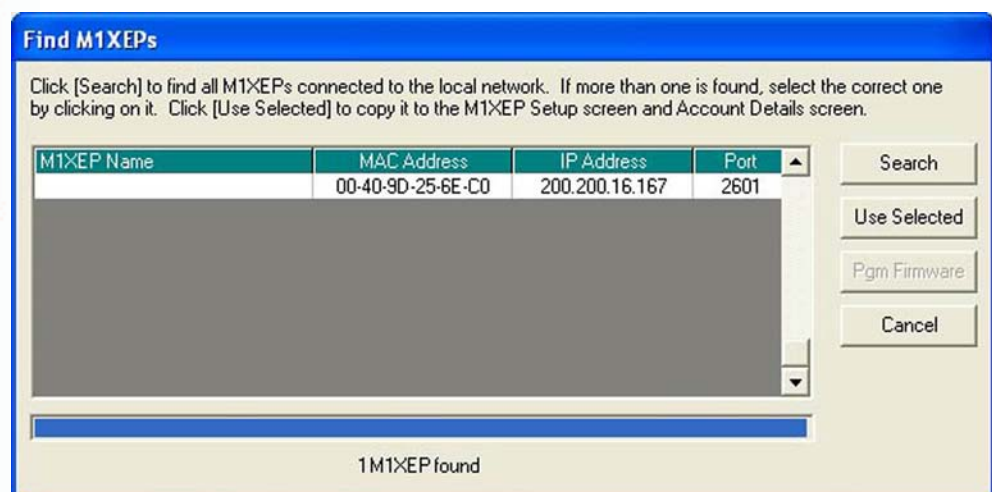 Find M1XEPs
Click [Search] to find all M1XEPs connected to the local network. If more than one is found, select the correct one
by clicking on it. Click [Use Selected] to copy it to the M1XEP Setup screen and Account Details screen.
M1XEP Name MAC Address IP Address Port
00-40-9D-25-6E-C0 200.200.16.167 2601
Search
Use Selected
Pgm Firmware
Cancel
1 M1XEP found